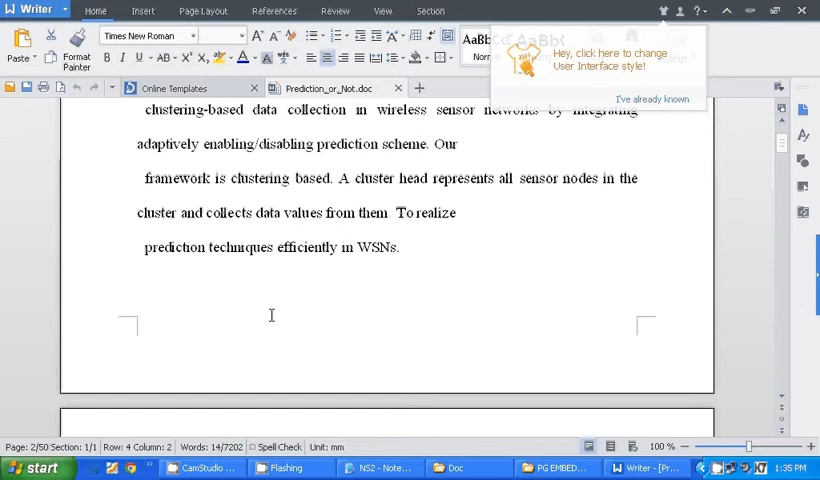 Writer
Home Insert Page Layout References Review View Section
Times New Roman
Paste Format Painter
B I U
AaBbCcD AaBb(
Hey, click here to change
User Interface style!
I've already known
Online Templates Prediction_or_Not.doc
clustering-based data collection in wireless sensor networks by integrating
adaptively enabling/disabling prediction scheme. Our
framework is clustering based. A cluster head represents all sensor nodes in the
cluster and collects data values from them To realize
prediction techniques efficiently in WSNs.
Page: 2/50 Section: 1/1 Row: 4 Column: 2 Words: 14/7202 Spell Check Unit: mm 100 %
start CamStudio ... Flashing NS2 - Note... Doc PG EMBED... Writer - [Pr... 1:35 PM